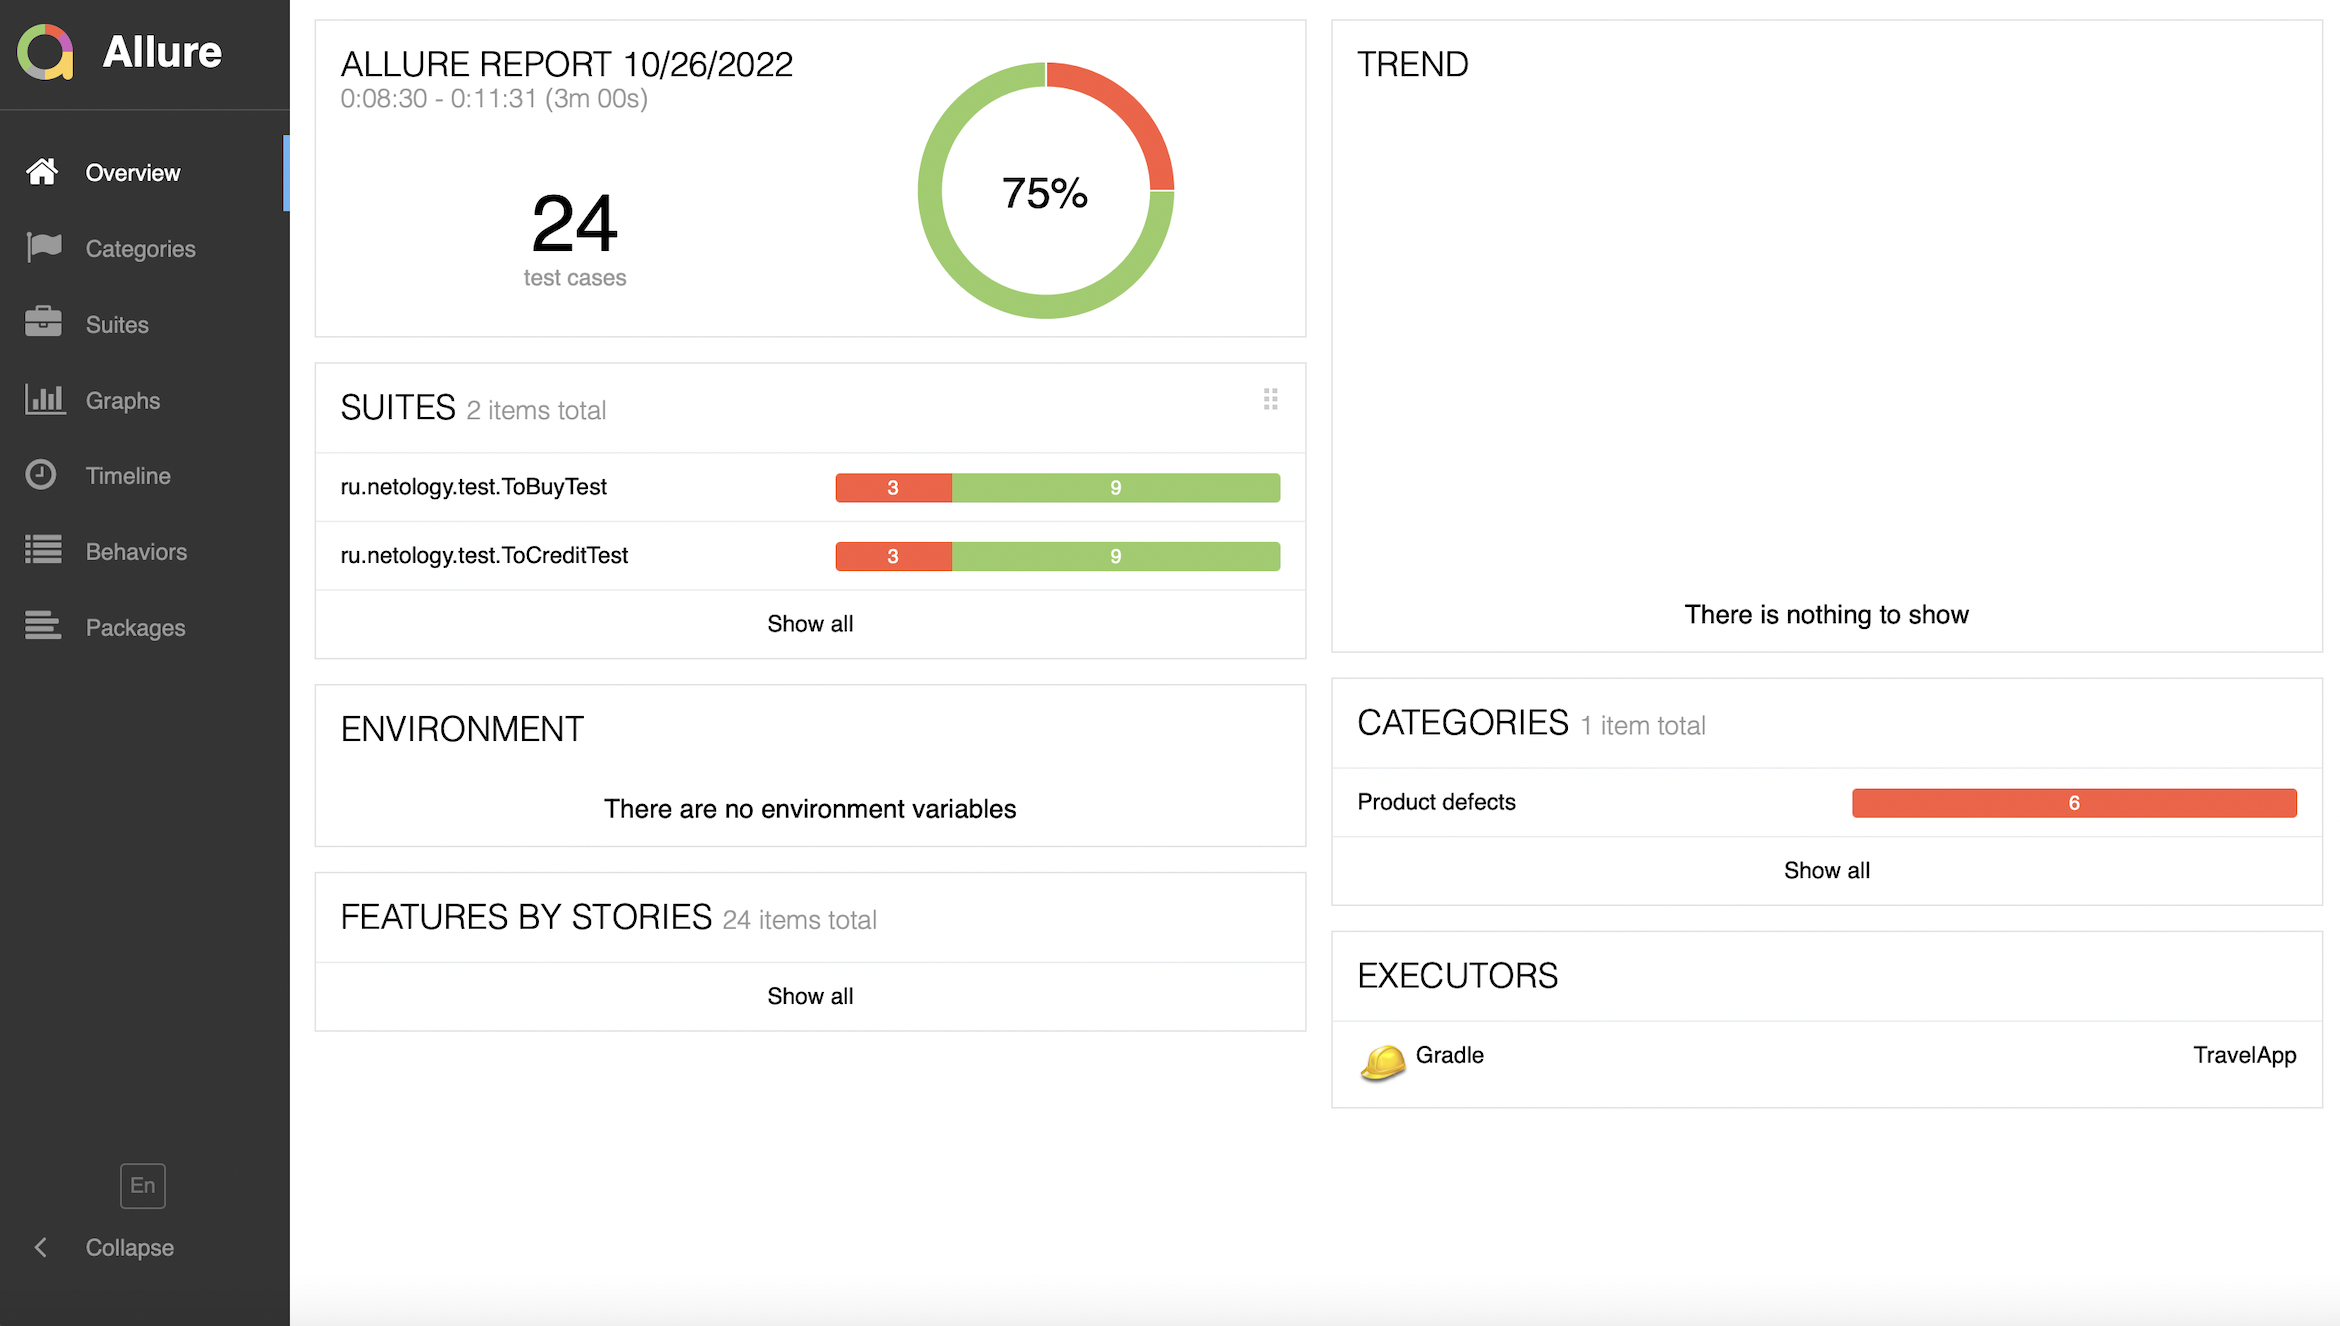 Allure
Overview
Categories
Suites
Graphs
Timeline
Behaviors
Packages
En
Collapse
ALLURE REPORT 10/26/2022
0:08:30 - 0:11:31 (3m 00s)
24
test cases
75%
SUITES 2 items total
ru.netology.test.ToBuyTest 3 9
ru.netology.test.ToCreditTest 3 9
Show all
ENVIRONMENT
There are no environment variables
FEATURES BY STORIES 24 items total
Show all
TREND
There is nothing to show
CATEGORIES 1 item total
Product defects 6
Show all
EXECUTORS
Gradle TravelApp